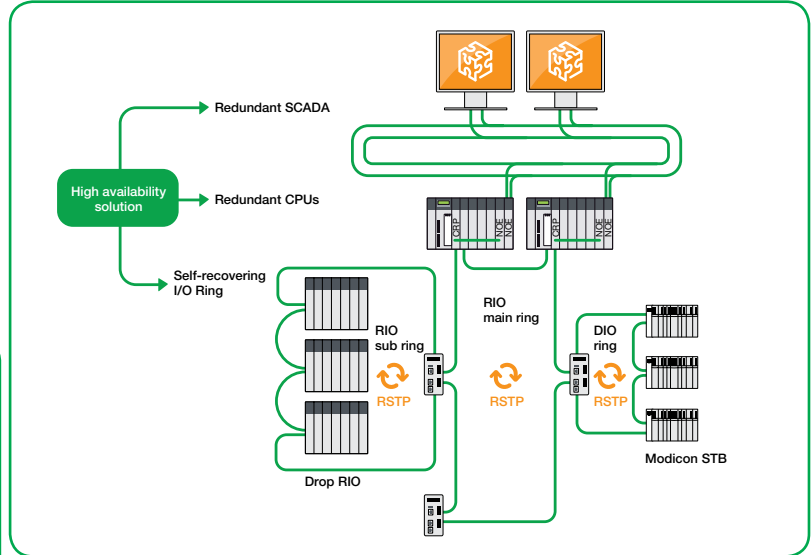 Redundant SCADA
High availability
solution
Redundant CPUs
Self-recovering
I/O Ring
CRP
NOE
NOE
CRP
NOE
NOE
RIO
main ring
RIO
sub ring
DIO
ring
RSTP
RSTP
RSTP
Modicon STB
Drop RIO